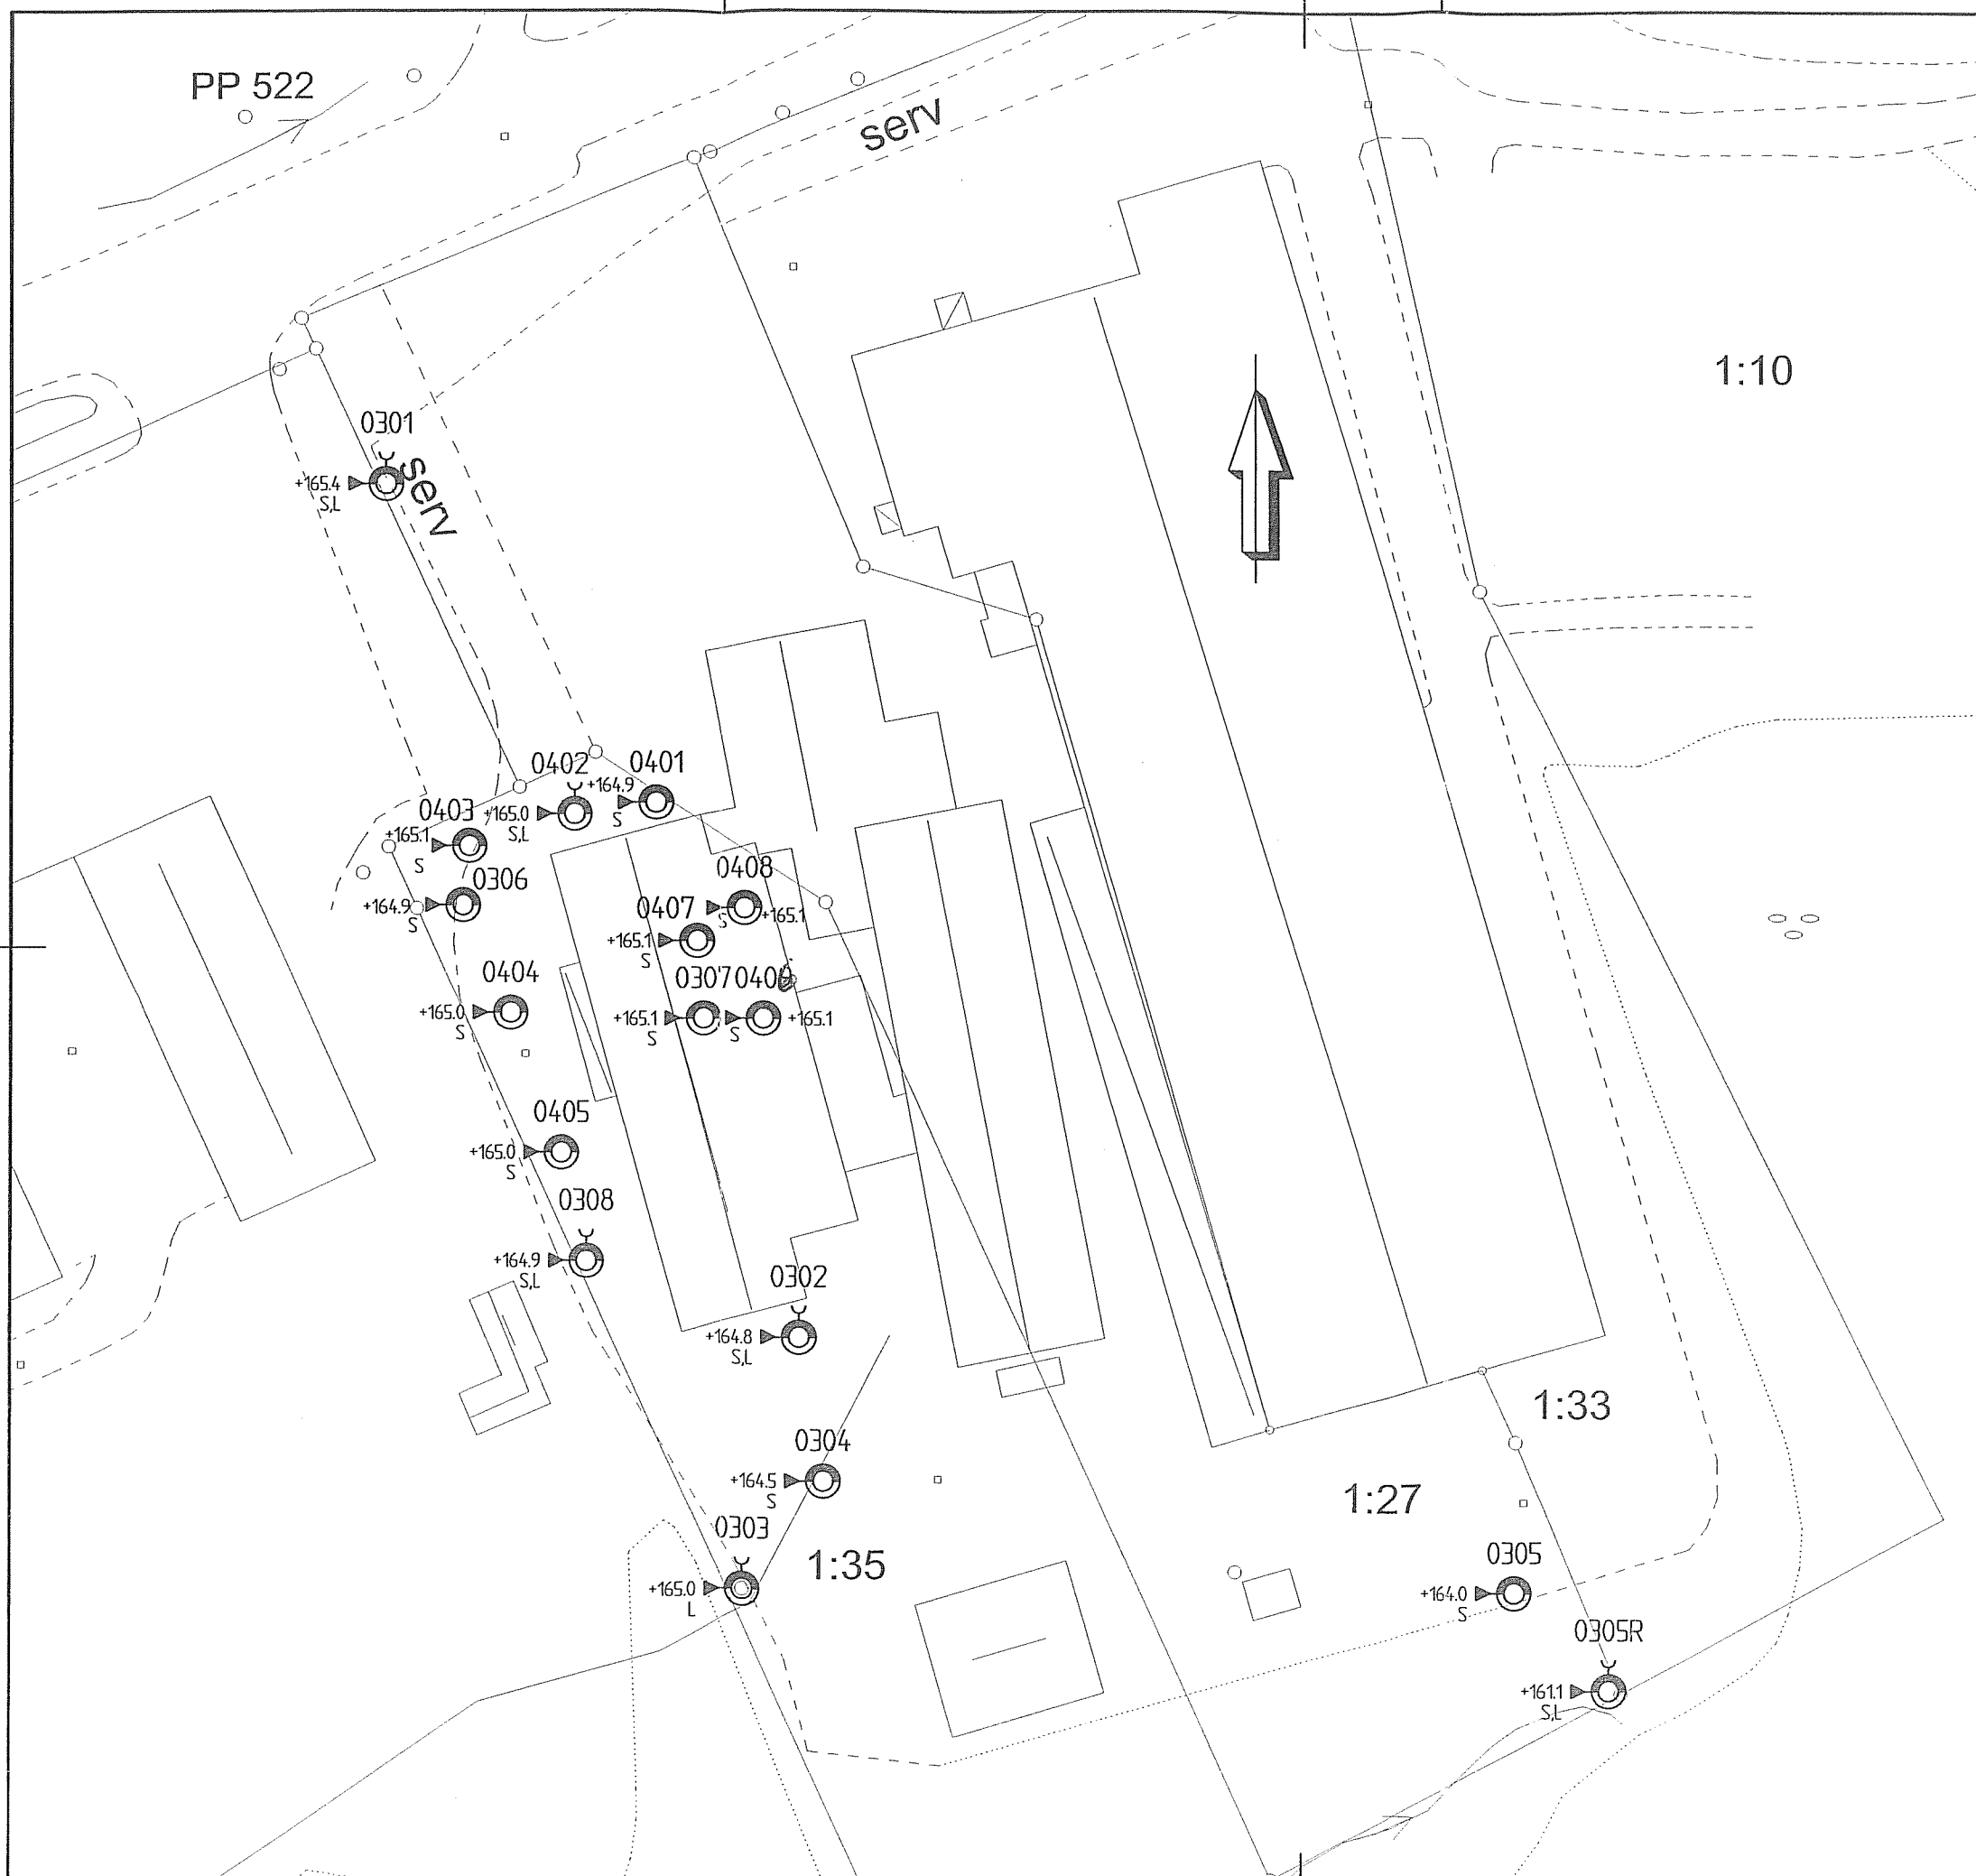 PP 522
serv
1:10
0301
+165.4
S,L
serv
0402
0401
+164.9
S
0403
+165.0
S,L
+165.1
S
0306
+164.9
S
0408
+165.1
S
0407
+165.1
S
0404
+165.0
S
0307
0406
+165.1
S
S
+165.1
0405
+165.0
S
0308
+164.9
S,L
0302
+164.8
S,L
1:33
0304
+164.5
S
1:27
0303
+165.0
L
1:35
0305
+164.0
S
0305R
+161.1
S,L